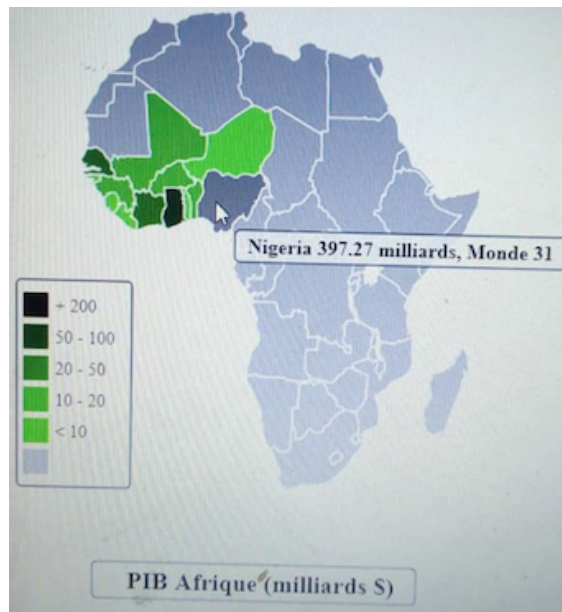 Nigeria 397.27 milliards, Monde 31
+ 200
50 - 100
20 - 50
10 - 20
< 10
PIB Afrique (milliards $)